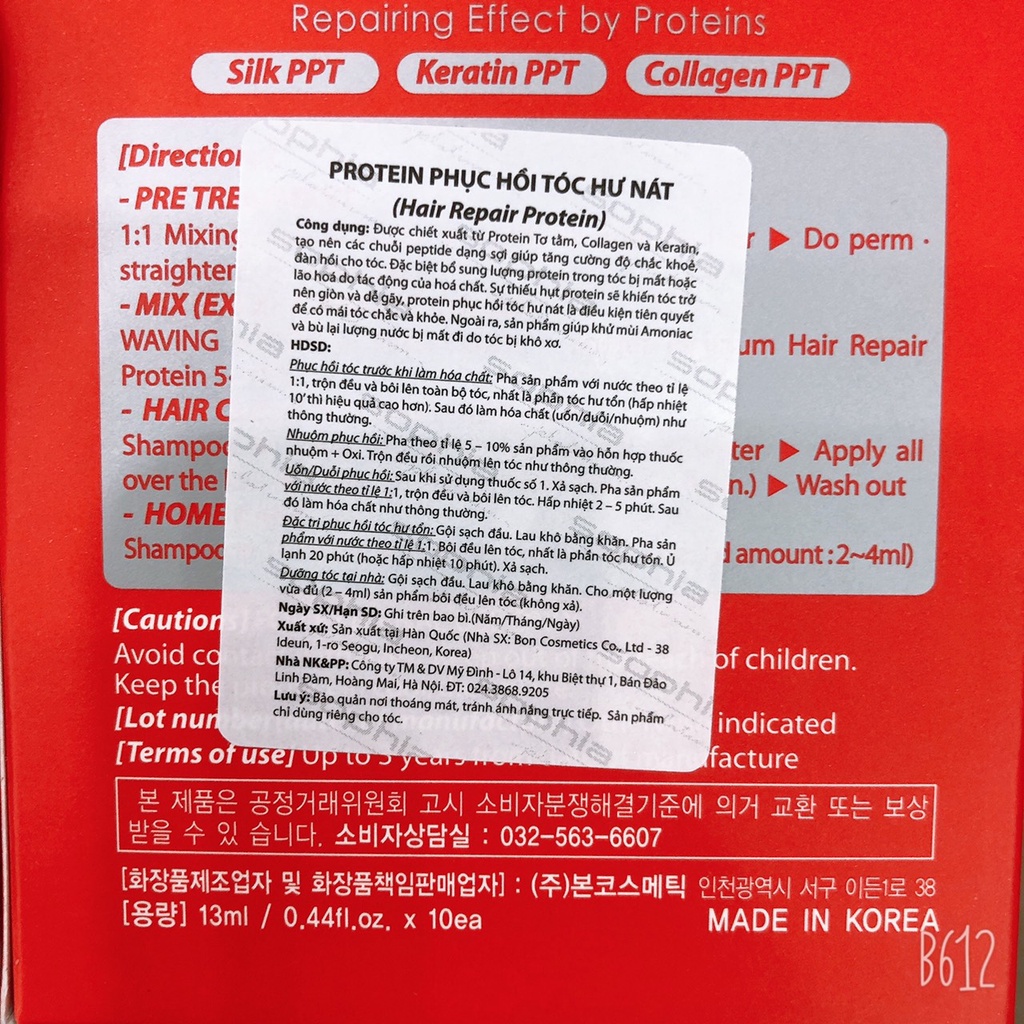 Repairing Effect by Proteins
Silk PPT Keratin PPT Collagen PPT
[Direction
- PRE TRE
1:1 Mixing r ▶ Do perm ·
straighten
- MIX (EX
WAVING um Hair Repair
Protein 5
- HAIR C
Shampoo ter ▶ Apply all
over the n.) ▶ Wash out
- HOME
Shampoo d amount : 2~4ml)
PROTEIN PHỤC HỒI TÓC HƯ NÁT
(Hair Repair Protein)
Công dụng: Được chiết xuất từ Protein Tơ tằm, Collagen và Keratin,
tạo nên các chuỗi peptide dạng sợi giúp tăng cường độ chắc khoẻ,
đàn hồi cho tóc. Đặc biệt bổ sung lượng protein trong tóc bị mất hoặc
lão hoá do tác động của hoá chất. Sự thiếu hụt protein sẽ khiến tóc trở
nên giòn và dễ gãy, protein phục hồi tóc hư nát là điều kiện tiên quyết
để có mái tóc chắc và khỏe. Ngoài ra, sản phẩm giúp khử mùi Amoniac
và bù lại lượng nước bị mất đi do tóc bị khô xơ.
HDSD:
Phục hồi tóc trước khi làm hóa chất: Pha sản phẩm với nước theo tỉ lệ
1:1, trộn đều và bôi lên toàn bộ tóc, nhất là phần tóc hư tổn (hấp nhiệt
10' thì hiệu quả cao hơn). Sau đó làm hóa chất (uốn/duỗi/nhuộm) như
thông thường.
Nhuôm phục hồi: Pha theo tỉ lệ 5 – 10% sản phẩm vào hỗn hợp thuốc
nhuộm + Oxi. Trộn đều rồi nhuộm lên tóc như thông thường.
Uốn/Duỗi phục hồi: Sau khi sử dụng thuốc số 1. Xả sạch. Pha sản phẩm
với nước theo tỉ lệ 1:1, trộn đều và bôi lên tóc. Hấp nhiệt 2 – 5 phút. Sau
đó làm hóa chất như thông thường.
Đặc trị phục hồi tóc hư tổn: Gội sạch đầu. Lau khô bằng khăn. Pha sản
phẩm với nước theo tỉ lệ 1:1. Bôi đều lên tóc, nhất là phần tóc hư tổn. Ủ
lạnh 20 phút (hoặc hấp nhiệt 10 phút). Xả sạch.
Dưỡng tóc tại nhà: Gội sạch đầu. Lau khô bằng khăn. Cho một lượng
vừa đủ (2 – 4ml) sản phẩm bôi đều lên tóc (không xả).
Ngày SX/Hạn SD: Ghi trên bao bì.(Năm/Tháng/Ngày)
Xuất xứ: Sản xuất tại Hàn Quốc (Nhà SX: Bon Cosmetics Co., Ltd - 38
Ideun, 1-ro Seogu, Incheon, Korea)
Nhà NK&PP: Công ty TM & DV Mỹ Đình - Lô 14, khu Biệt thự 1, Bán Đảo
Linh Đàm, Hoàng Mai, Hà Nội. ĐT: 024.3868.9205
Lưu ý: Bảo quản nơi thoáng mát, tránh ánh nắng trực tiếp. Sản phẩm
chỉ dùng riêng cho tóc.
[Caution
Avoid co of children.
Keep the
[Lot num indicated
[Terms of use] Up to 3 years from facture
본 제품은 공정거래위원회 고시 소비자분쟁해결기준에 의거 교환 또는 보상
받을 수 있 습니다. 소비자상담실 : 032-563-6607
[화장품제조업자 및 화장품책임판매업자] : (주)본코스메틱 인천광역시 서구 이든1로 38
[용량] 13ml / 0.44fl.oz. x 10ea MADE IN KOREA
B612